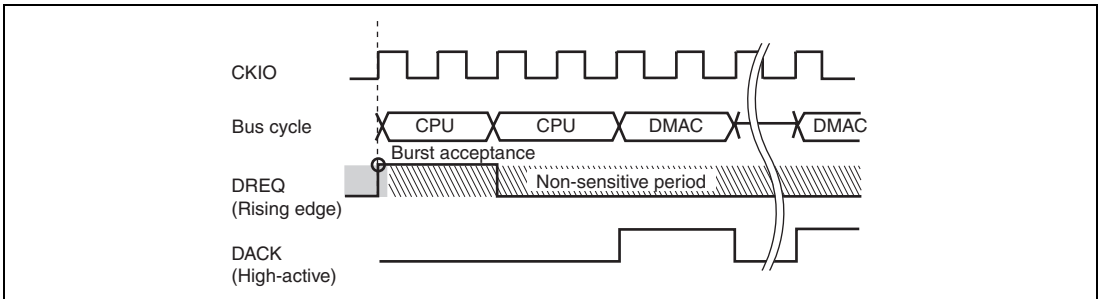 CKIO
Bus cycle
CPU
CPU
DMAC
DMAC
Burst acceptance
DREQ
(Rising edge)
Non-sensitive period
DACK
(High-active)